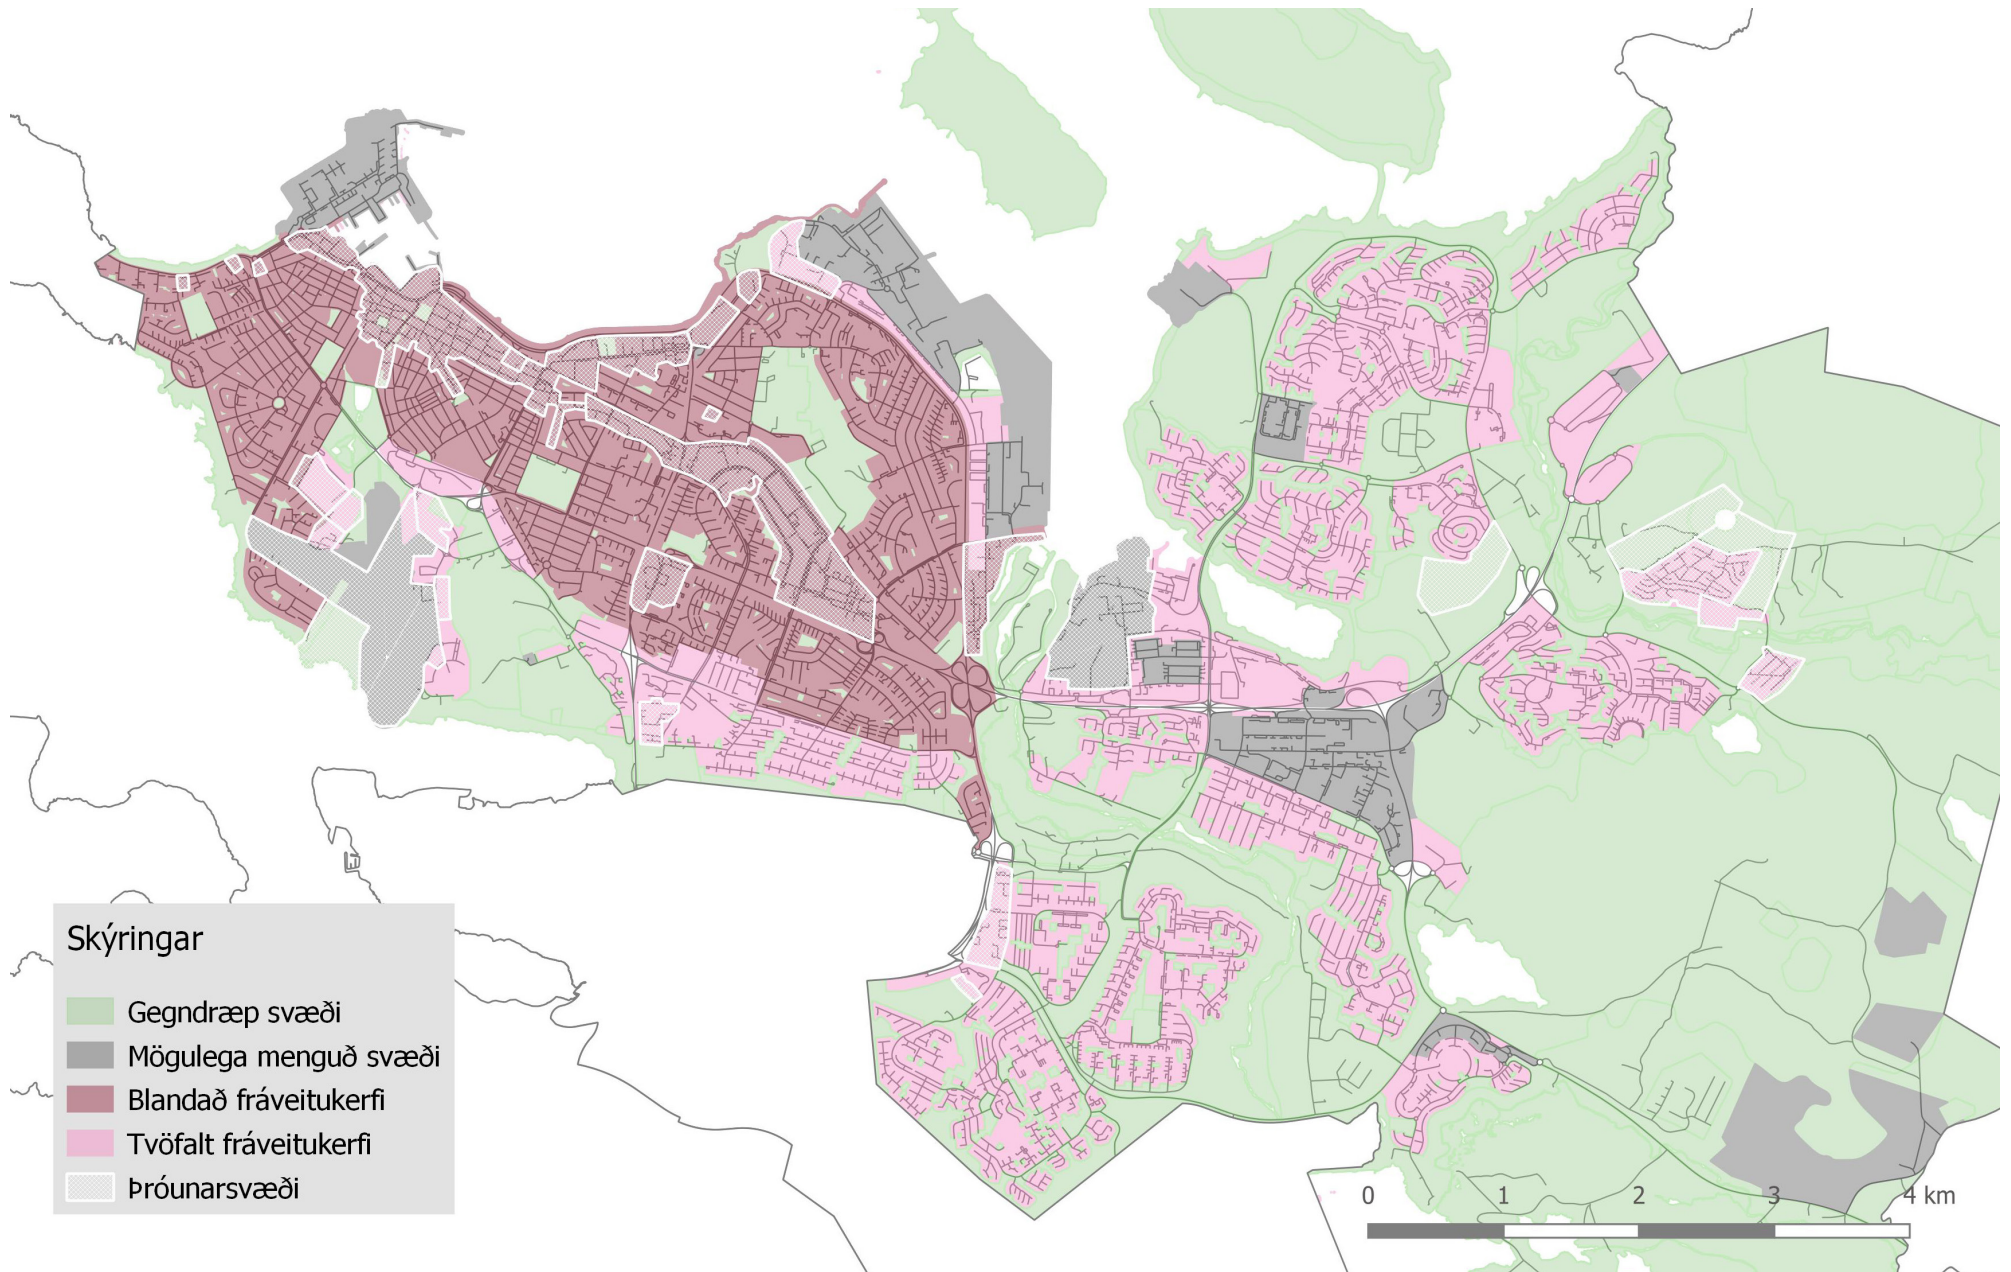 Skýringar
Gegndræp svæði
Mögulega menguð svæði
Blandað fráveitukerfi
Tvöfalt fráveitukerfi
Þróunarsvæði
0 1 2 3 4 km